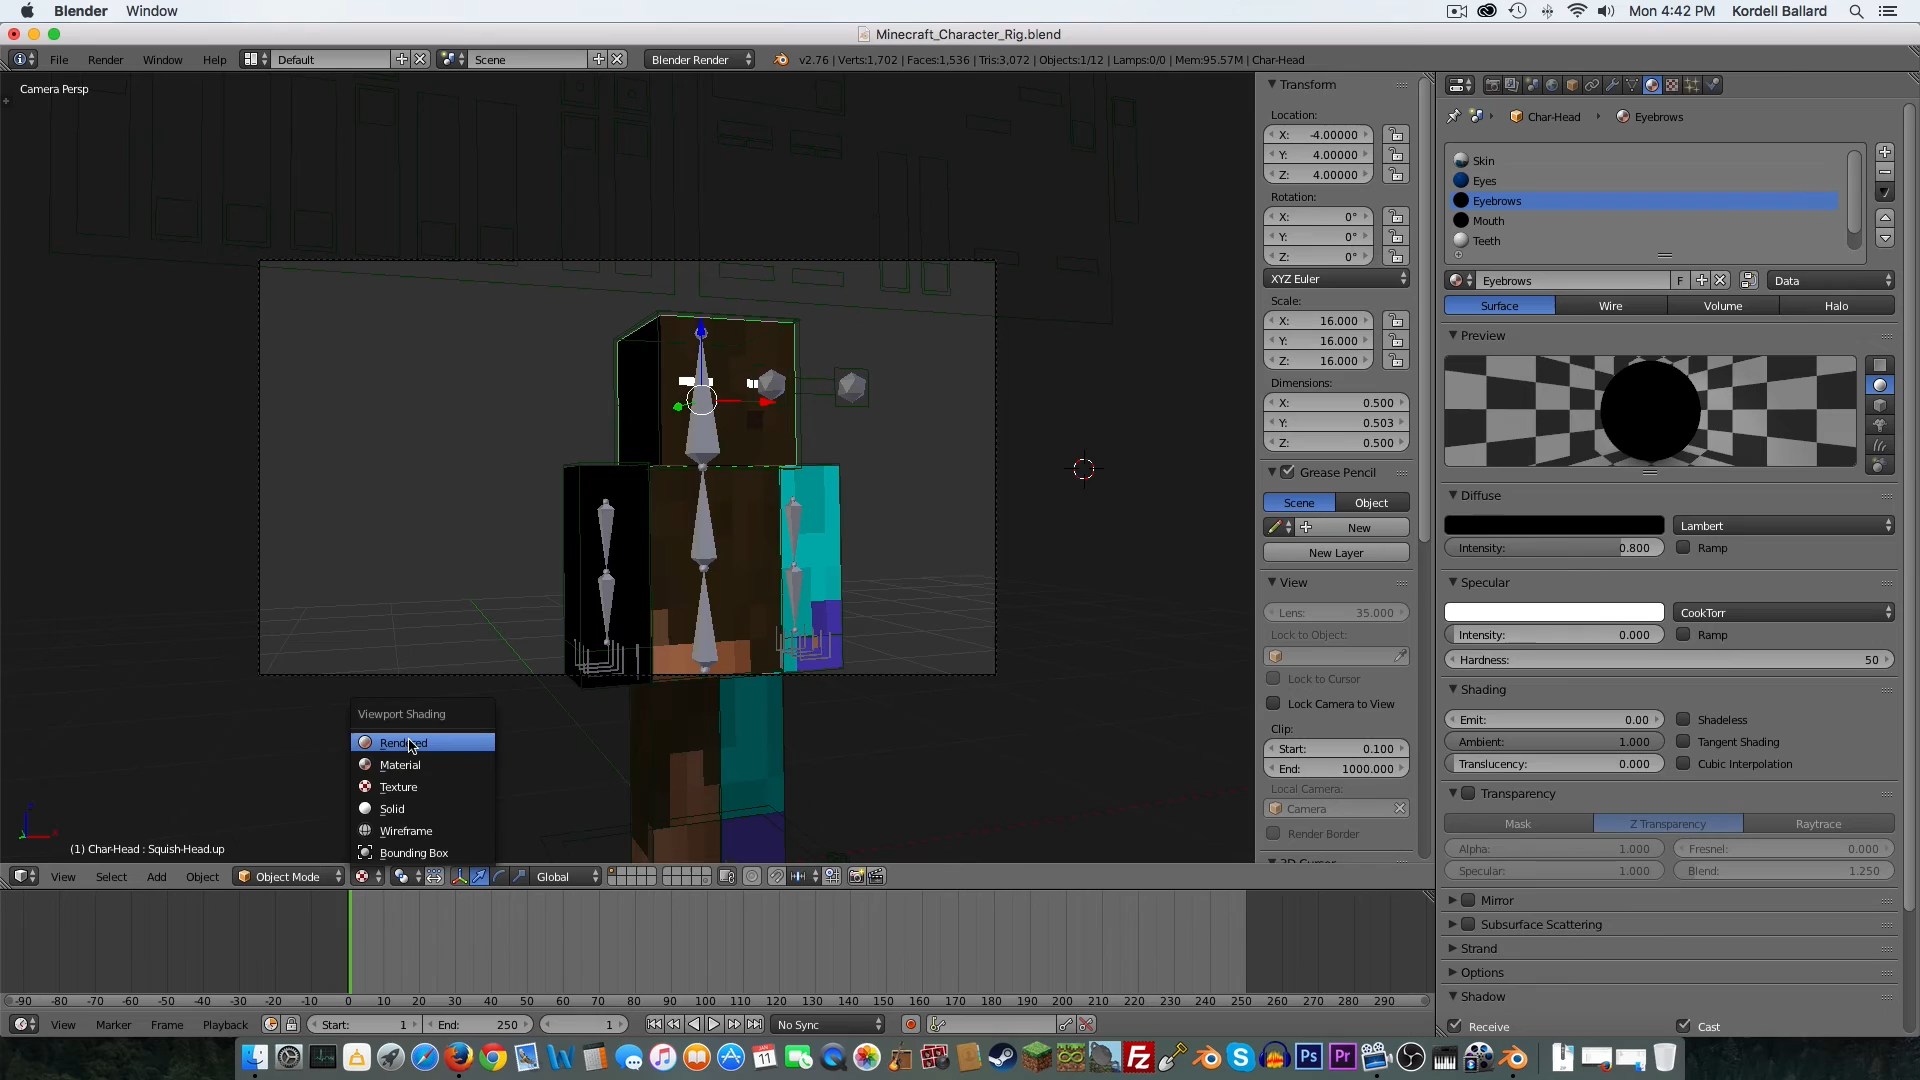 Blender Window Mon 4:42 PM Kordell Ballard
Minecraft_Character_Rig.blend
File Render Window Help Default Scene Blender Render v2.76 | Verts:1,702 | Faces:1,536 | Tris:3,072 | Objects:1/12 | Lamps:0/0 | Mem:95.57M | Char-Head
Camera Persp
Transform
Location:
X: -4.00000
Y: 4.00000
Z: 4.00000
Rotation:
X: 0°
Y: 0°
Z: 0°
XYZ Euler
Scale:
X: 16.000
Y: 16.000
Z: 16.000
Dimensions:
X: 0.500
Y: 0.503
Z: 0.500
Grease Pencil
Scene Object
New
New Layer
View
Lens: 35.000
Lock to Object:
Lock to Cursor
Lock Camera to View
Clip:
Start: 0.100
End: 1000.000
Local Camera:
Camera
Render Border
3D Cursor
Char-Head Eyebrows
Skin
Eyes
Eyebrows
Mouth
Teeth
Eyebrows F Data
Surface Wire Volume Halo
Preview
Diffuse
Lambert
Intensity: 0.800 Ramp
Specular
CookTorr
Intensity: 0.000 Ramp
Hardness: 50
Shading
Emit: 0.00 Shadeless
Ambient: 1.000 Tangent Shading
Translucency: 0.000 Cubic Interpolation
Transparency
Mask Z Transparency Raytrace
Alpha: 1.000 Fresnel: 0.000
Specular: 1.000 Blend: 1.250
Mirror
Subsurface Scattering
Strand
Options
Shadow
Receive Cast
Viewport Shading
Rendered
Material
Texture
Solid
Wireframe
Bounding Box
(1) Char-Head : Squish-Head.up
View Select Add Object Object Mode Global
-90 -80 -70 -60 -50 -40 -30 -20 -10 0 10 20 30 40 50 60 70 80 90 100 110 120 130 140 150 160 170 180 190 200 210 220 230 240 250 260 270 280 290
View Marker Frame Playback Start: 1 End: 250 1 No Sync
JAN
11
Ps Pr